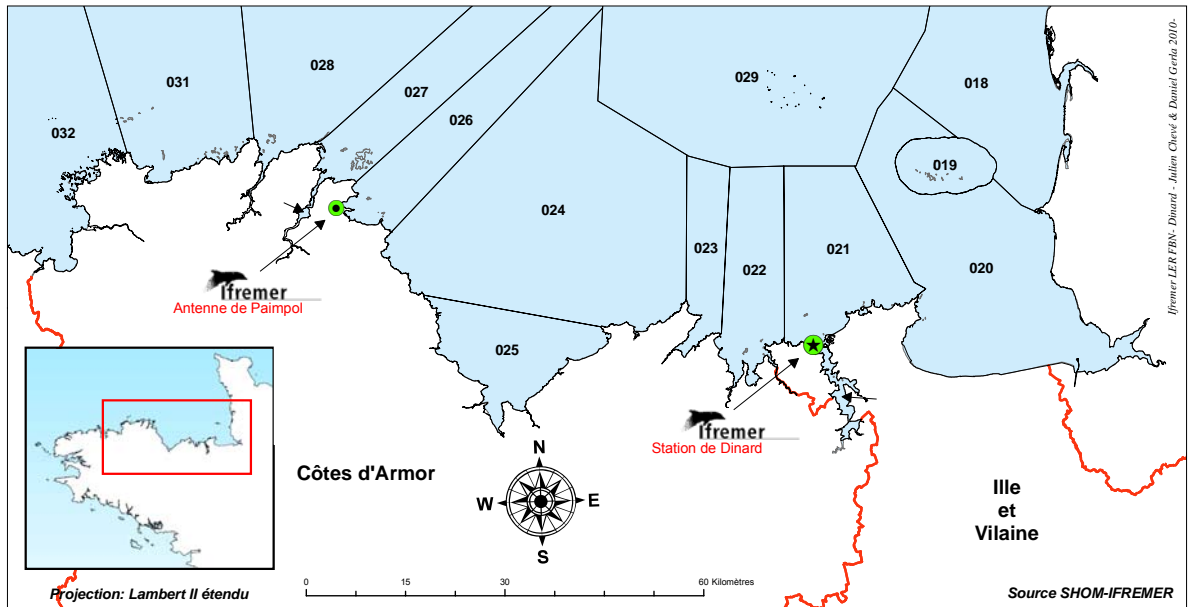 028
031
027
029
018
026
032
019
024
023
022
021
020
Ifremer
Antenne de Paimpol
025
Ifremer
Station de Dinard
Côtes d'Armor
N
W
E
S
Ille
et
Vilaine
0
15
30
60 Kilomètres
Projection: Lambert II étendu
Source SHOM-IFREMER
Ifremer LER FBN- Dinard - Julien Chevé & Daniel Gerla 2010-